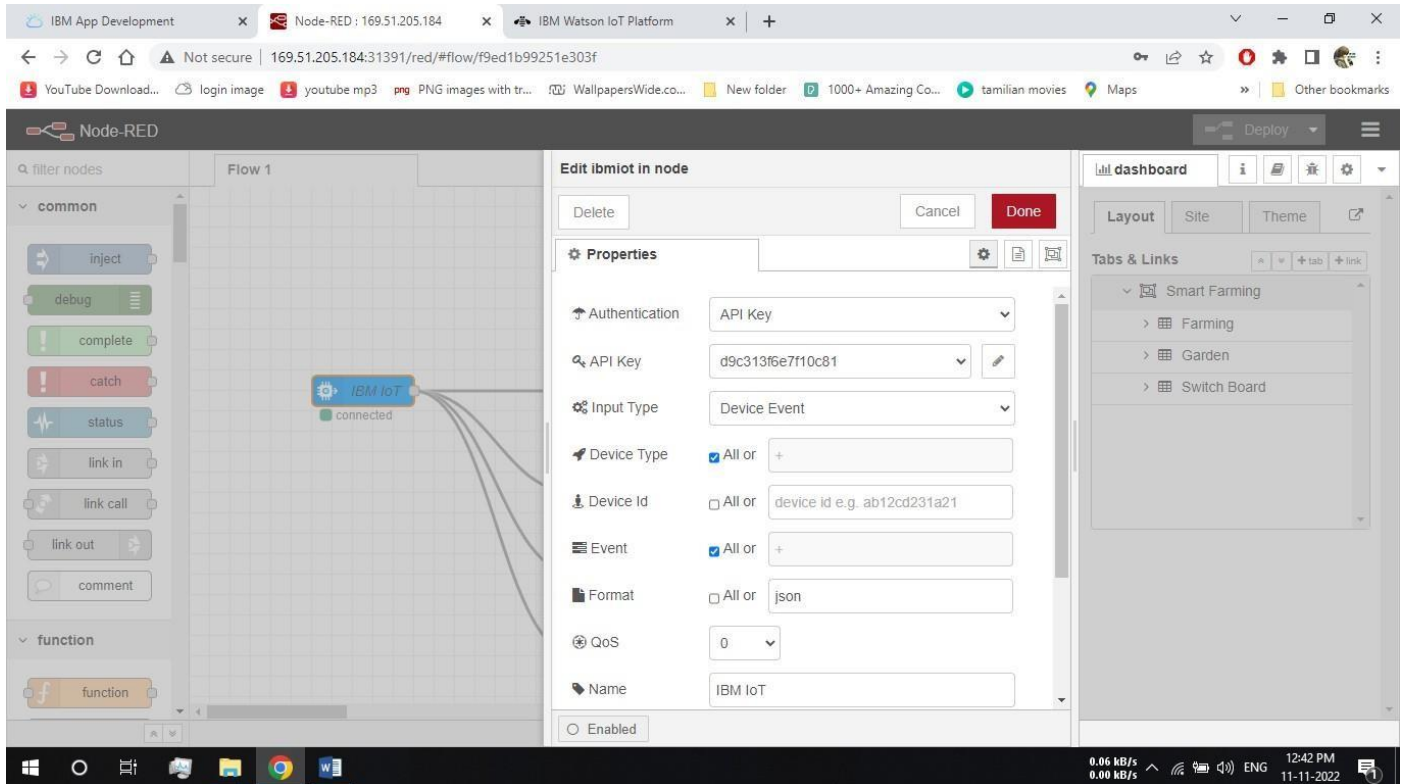 IBM App Development
Node-RED : 169.51.205.184
IBM Watson IoT Platform
Not secure
169.51.205.184:31391/red/#flow/f9ed1b99251e303f
YouTube Download...
login image
youtube mp3
png PNG images with tr...
WallpapersWide.co...
New folder
1000+ Amazing Co...
tamilian movies
Maps
»
Other bookmarks
Node-RED
Deploy
filter nodes
common
inject
debug
complete
catch
status
link in
link call
link out
comment
function
function
Flow 1
IBM IoT
connected
Edit ibmiot in node
Delete
Cancel
Done
Properties
Authentication
API Key
API Key
d9c313f6e7f10c81
Input Type
Device Event
Device Type
All or
+
Device Id
All or
device id e.g. ab12cd231a21
Event
All or
+
Format
All or
json
QoS
0
Name
IBM IoT
Enabled
dashboard
i
Layout
Site
Theme
Tabs & Links
+ tab
+ link
Smart Farming
Farming
Garden
Switch Board
0.06 kB/s
0.00 kB/s
ENG
12:42 PM
11-11-2022